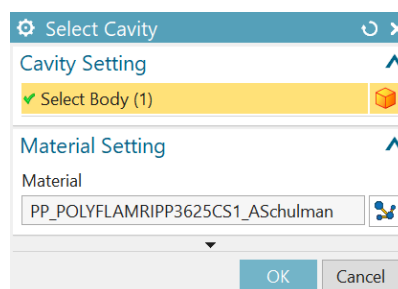 Select Cavity
Cavity Setting
Select Body (1)
Material Setting
Material
PP_POLYFLAMRIPP3625CS1_ASchulman
OK Cancel